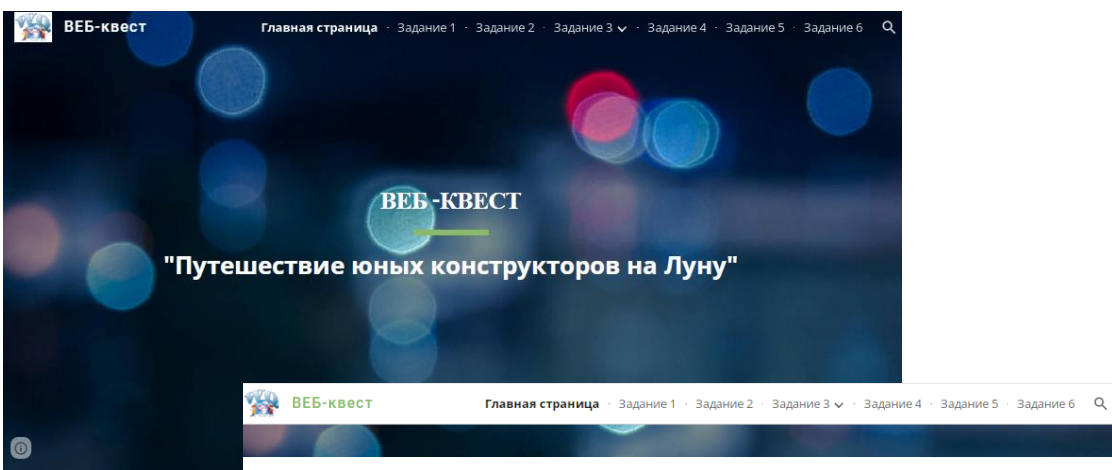 ВЕБ-квест
Главная страница · Задание 1 · Задание 2 · Задание 3 · Задание 4 · Задание 5 · Задание 6
ВЕБ -КВЕСТ
"Путешествие юных конструкторов на Луну"
ВЕБ-квест
Главная страница · Задание 1 · Задание 2 · Задание 3 · Задание 4 · Задание 5 · Задание 6